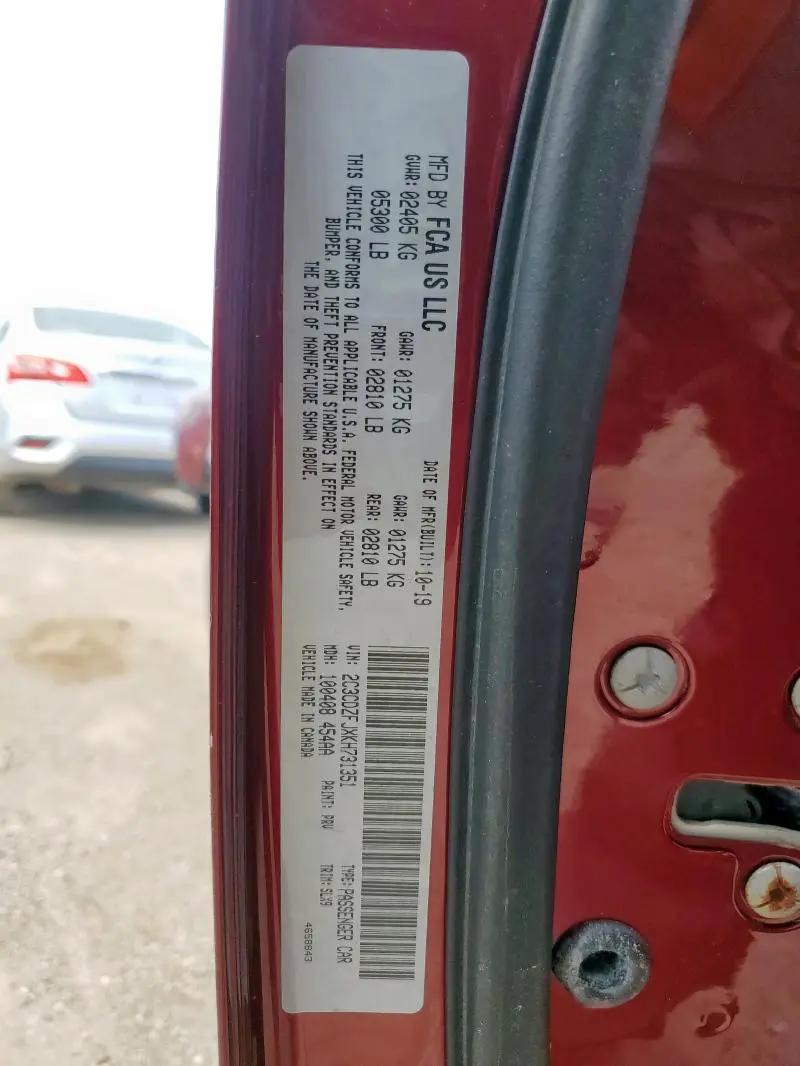 MFD BY FCA US LLC
DATE OF MFR(BUILT): 10-19
GVWR: 02405 KG GAWR: 01275 KG GAWR: 01275 KG
05300 LB FRONT: 02810 LB REAR: 02810 LB
THIS VEHICLE CONFORMS TO ALL APPLICABLE U.S.A. FEDERAL MOTOR VEHICLE SAFETY,
BUMPER, AND THEFT PREVENTION STANDARDS IN EFFECT ON
THE DATE OF MANUFACTURE SHOWN ABOVE.
VIN: 2C3CDZFJXKH731351 TYPE: PASSENGER CAR
MDH: 100408 454AA PAINT: PRV TRIM: SLX9
VEHICLE MADE IN CANADA 4658843